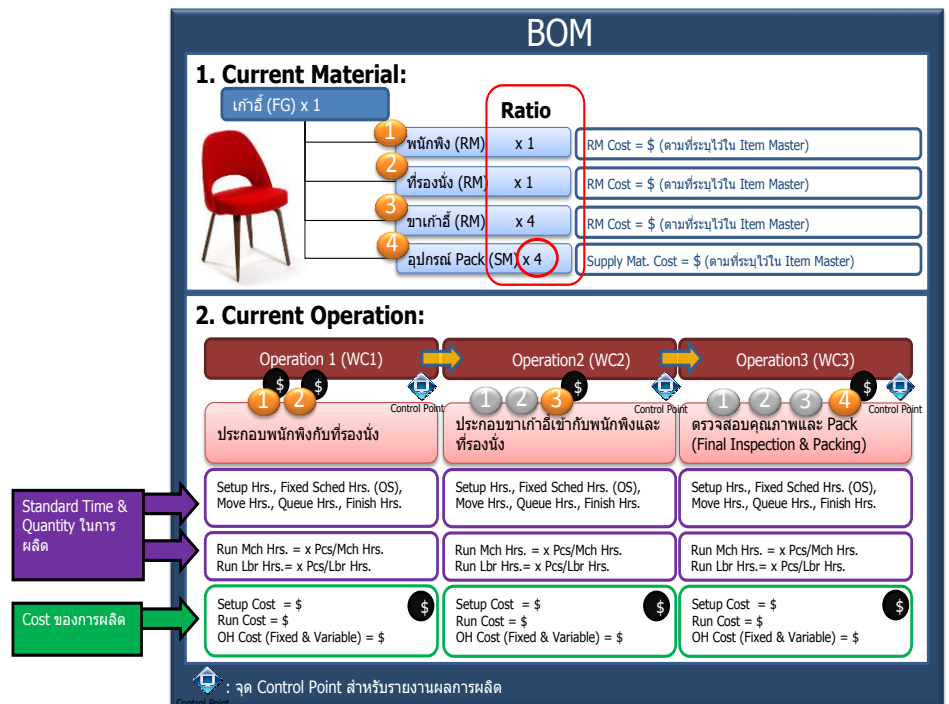 BOM
1. Current Material:
เก้าอี้ (FG) x 1
Ratio
1
พนักพิง (RM) x 1
RM Cost = $ (ตามที่ระบุไว้ใน Item Master)
2
ที่รองนั่ง (RM) x 1
RM Cost = $ (ตามที่ระบุไว้ใน Item Master)
3
ขาเก้าอี้ (RM) x 4
RM Cost = $ (ตามที่ระบุไว้ใน Item Master)
4
อุปกรณ์ Pack (SM) x 4
Supply Mat. Cost = $ (ตามที่ระบุไว้ใน Item Master)
2. Current Operation:
Operation 1 (WC1)
Operation2 (WC2)
Operation3 (WC3)
$ $
1 2
Control Point
ประกอบพนักพิงกับที่รองนั่ง
$
1 2 3
Control Point
ประกอบขาเก้าอี้เข้ากับพนักพิงและ
ที่รองนั่ง
$
1 2 3 4
Control Point
ตรวจสอบคุณภาพและ Pack
(Final Inspection & Packing)
Standard Time &
Quantity ในการ
ผลิต
Setup Hrs., Fixed Sched Hrs. (OS),
Move Hrs., Queue Hrs., Finish Hrs.
Setup Hrs., Fixed Sched Hrs. (OS),
Move Hrs., Queue Hrs., Finish Hrs.
Setup Hrs., Fixed Sched Hrs. (OS),
Move Hrs., Queue Hrs., Finish Hrs.
Run Mch Hrs. = x Pcs/Mch Hrs.
Run Lbr Hrs.= x Pcs/Lbr Hrs.
Run Mch Hrs. = x Pcs/Mch Hrs.
Run Lbr Hrs.= x Pcs/Lbr Hrs.
Run Mch Hrs. = x Pcs/Mch Hrs.
Run Lbr Hrs.= x Pcs/Lbr Hrs.
Cost ของการผลิต
Setup Cost = $
Run Cost = $
OH Cost (Fixed & Variable) = $
$
Setup Cost = $
Run Cost = $
OH Cost (Fixed & Variable) = $
$
Setup Cost = $
Run Cost = $
OH Cost (Fixed & Variable) = $
$
: จุด Control Point สำหรับรายงานผลการผลิต
Control Point